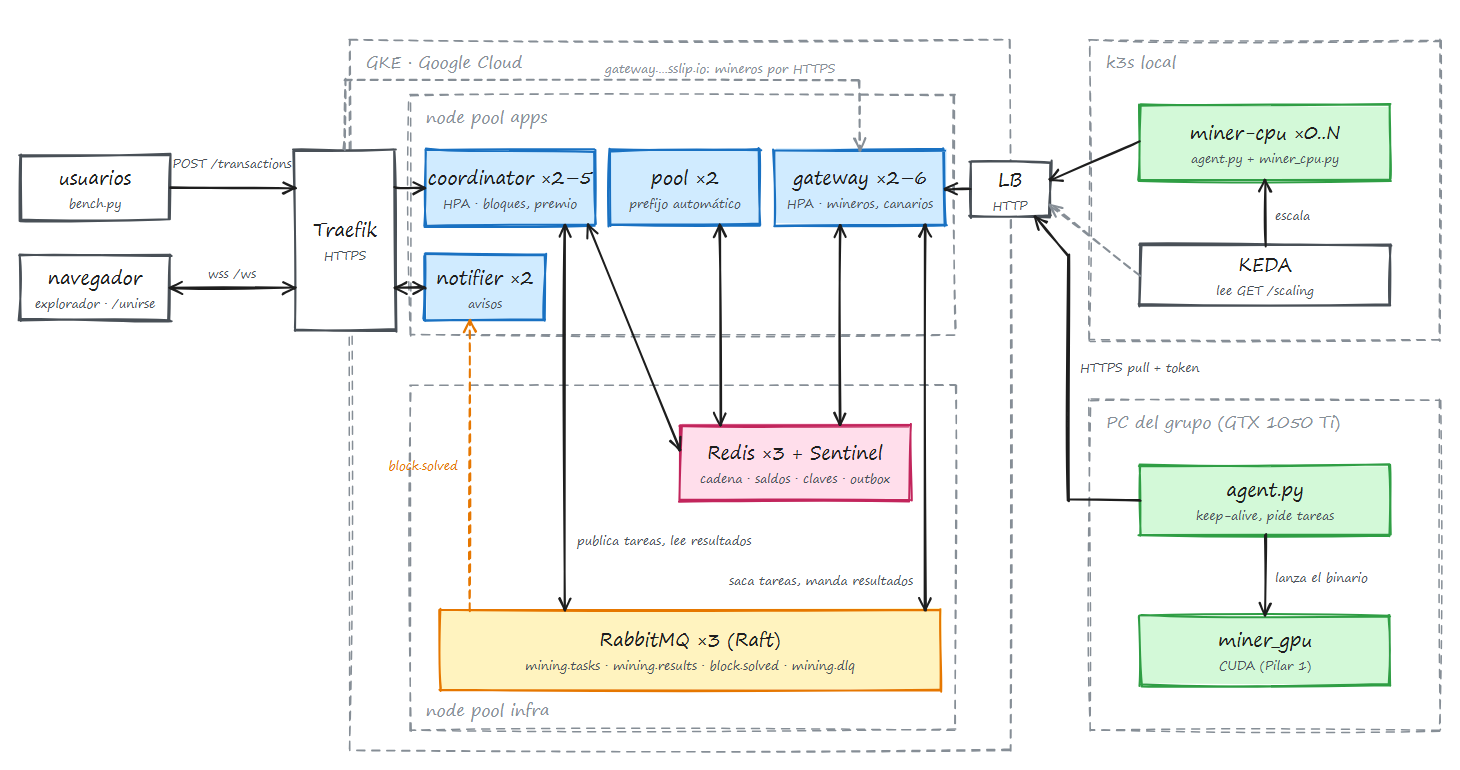 GKE · Google Cloud
gateway....sslip.io: mineros por HTTPS
k3s local
node pool apps
usuarios
bench.py
POST /transactions
navegador
explorador · /unirse
wss /ws
Traefik
HTTPS
coordinator ×2–5
HPA · bloques, premio
pool ×2
prefijo automático
gateway ×2–6
HPA · mineros, canarios
notifier ×2
avisos
LB
HTTP
miner-cpu ×0..N
agent.py + miner_cpu.py
escala
KEDA
lee GET /scaling
HTTPS pull + token
block.solved
Redis ×3 + Sentinel
cadena · saldos · claves · outbox
publica tareas, lee resultados
saca tareas, manda resultados
RabbitMQ ×3 (Raft)
mining.tasks · mining.results · block.solved · mining.dlq
node pool infra
PC del grupo (GTX 1050 Ti)
agent.py
keep-alive, pide tareas
lanza el binario
miner_gpu
CUDA (Pilar 1)